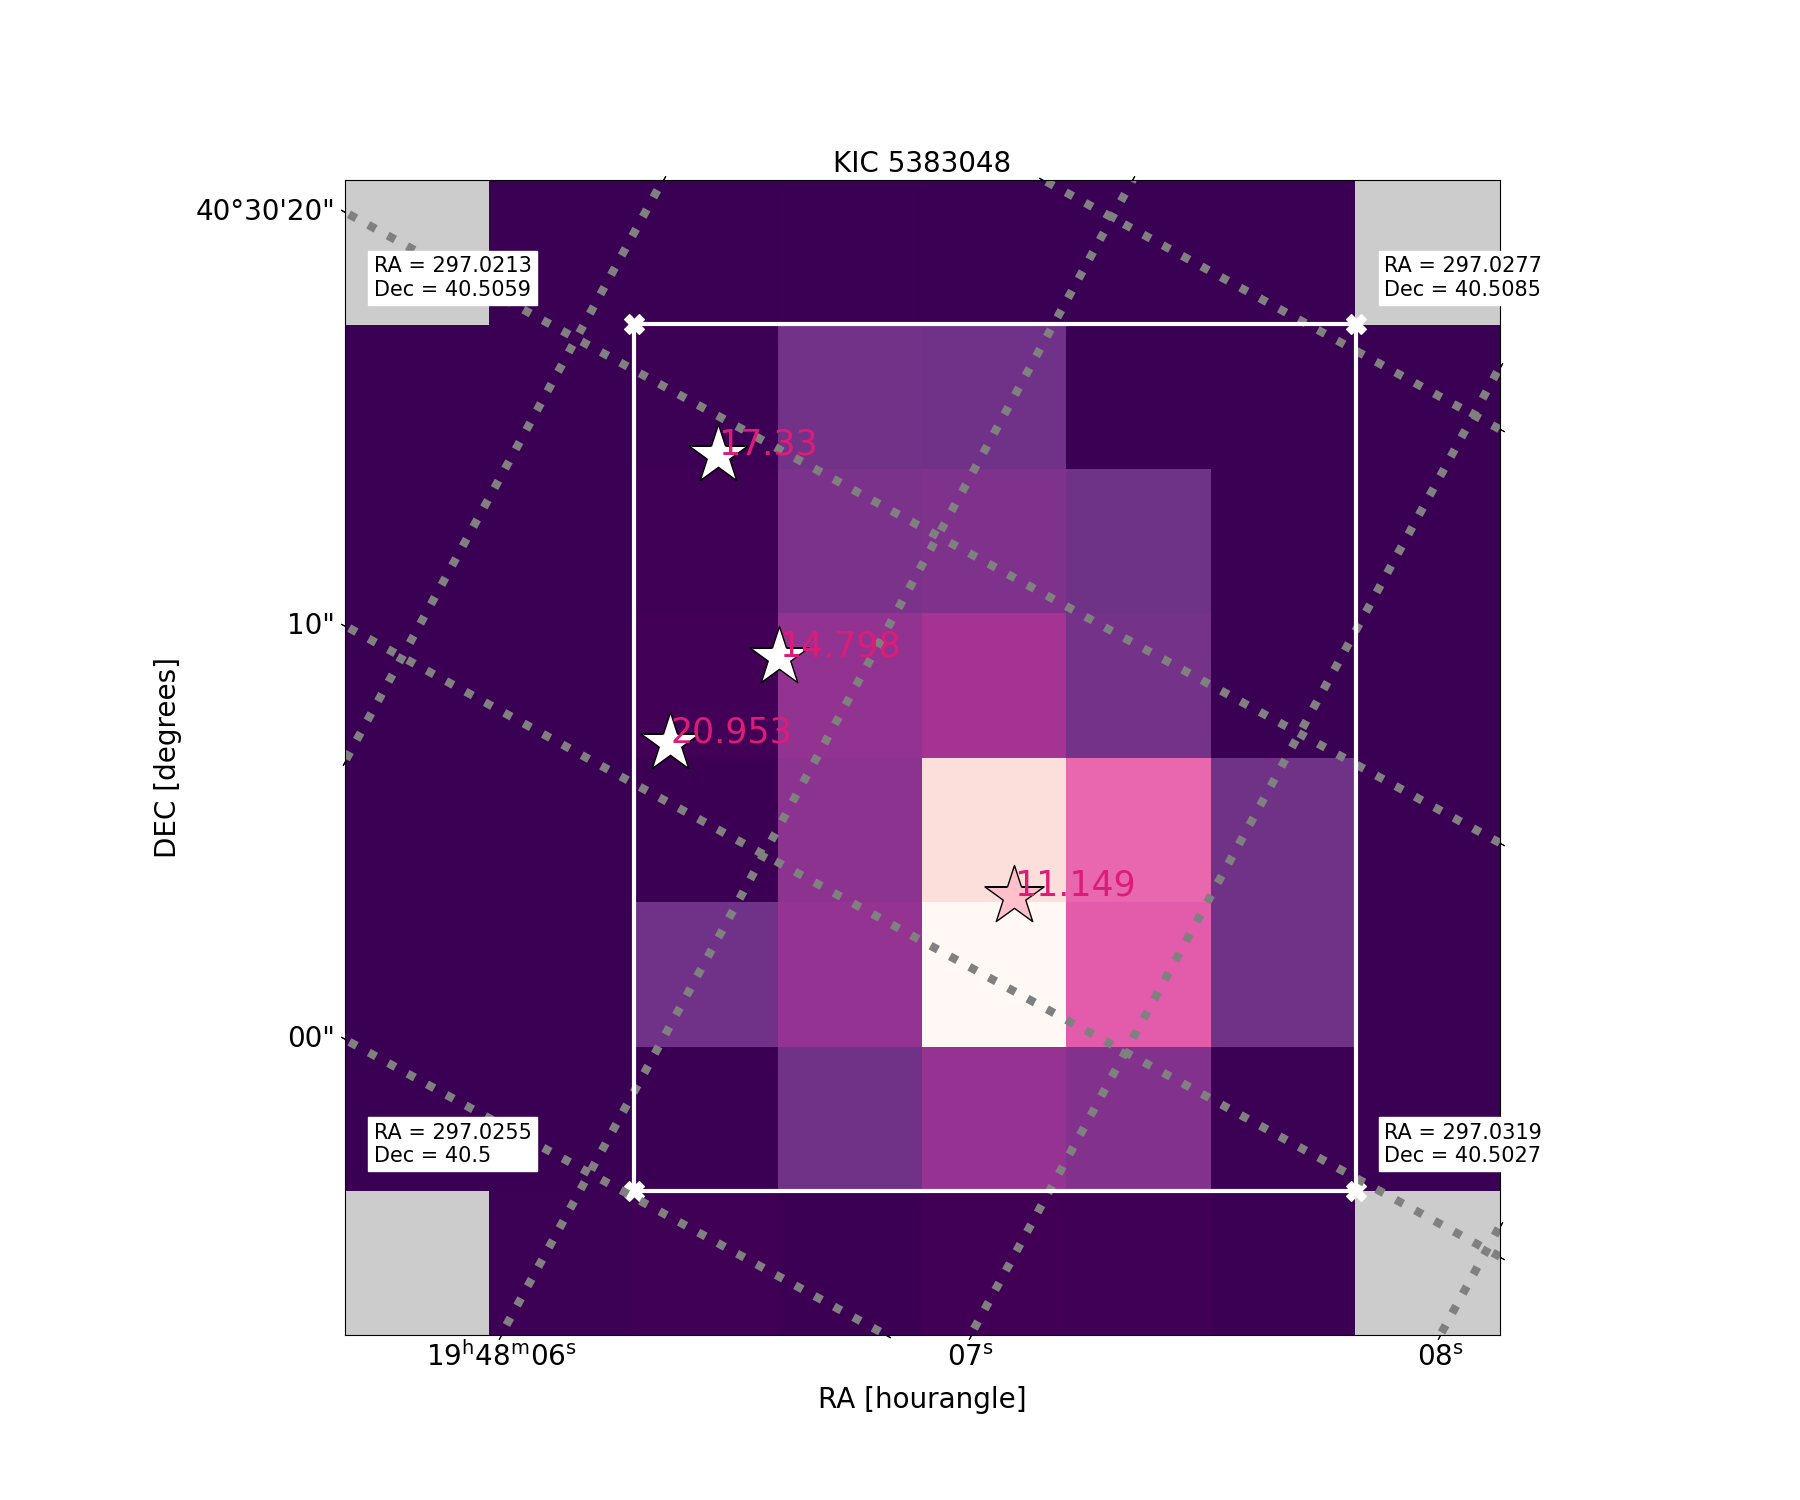 KIC 5383048
40°30'20"
RA = 297.0213
Dec = 40.5059
RA = 297.0277
Dec = 40.5085
17.33
10"
14.798
20.953
DEC [degrees]
11.149
00"
RA = 297.0255
Dec = 40.5
RA = 297.0319
Dec = 40.5027
19ʰ48ᵐ06ˢ
07ˢ
08ˢ
RA [hourangle]